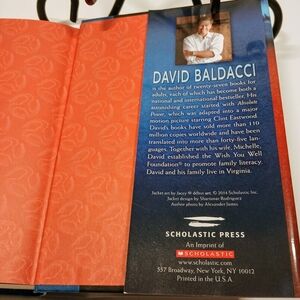 DAVID BALDACCI
is the author of twenty-seven books for
adults, each of which has become both a
national and international bestseller. His
astonishing career started with Absolute
Power, which was adapted into a major
motion picture starring Clint Eastwood.
David's books have sold more than 110
million copies worldwide and have been
translated into more than forty-five lan-
guages. Together with his wife, Michelle,
David established the Wish You Well
Foundation® to promote family literacy.
David and his family live in Virginia.
Jacket art by Jacey © 2014 Scholastic Inc.
Jacket design by Sharismar Rodriguez
Author photo by Alexander James
SCHOLASTIC PRESS
An Imprint of
SCHOLASTIC
www.scholastic.com
557 Broadway, New York, NY 10012
Printed in the U.S.A.